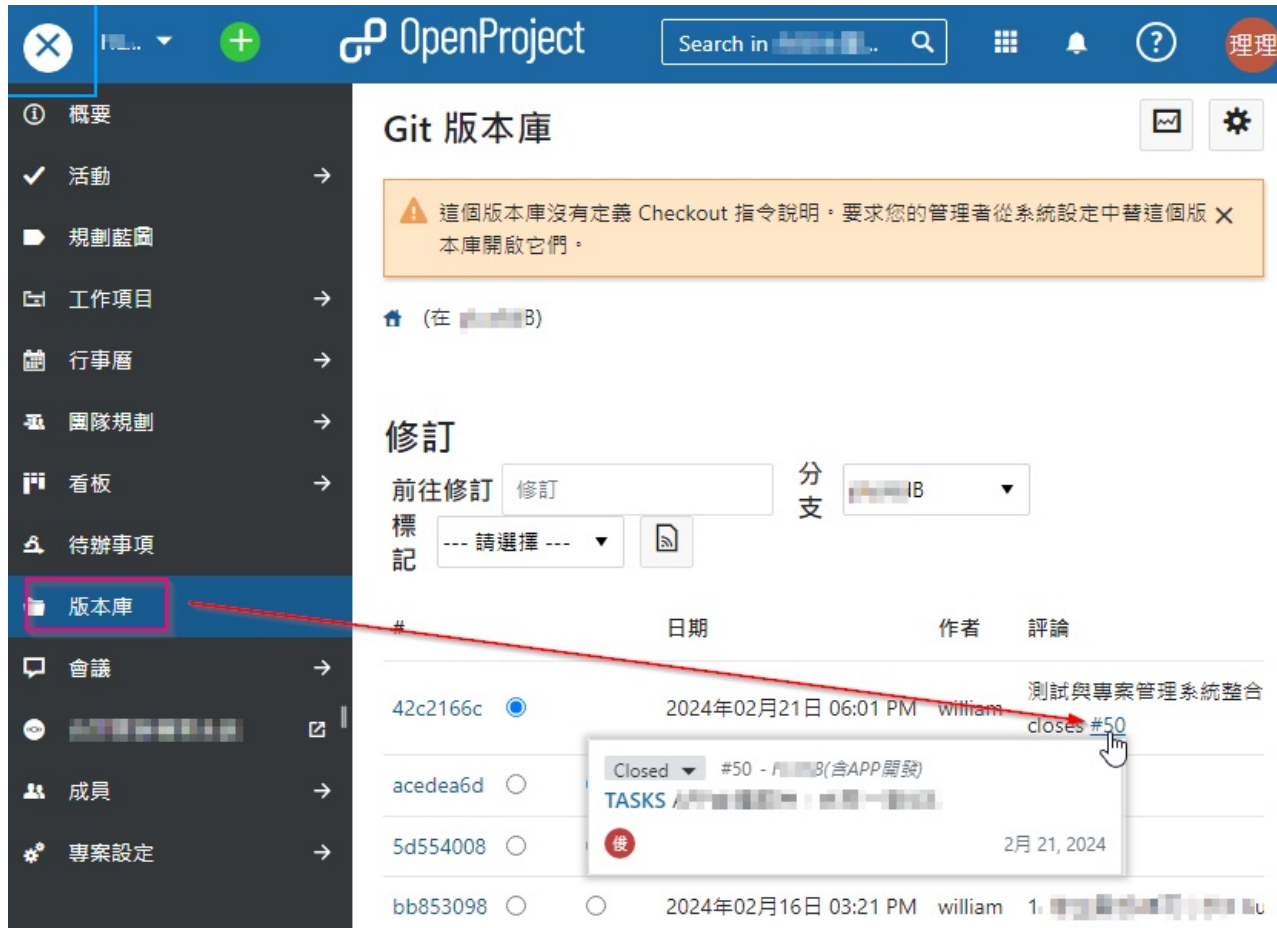 OpenProject
Search in
理理
概要
活動
規劃藍圖
工作項目
行事曆
團隊規劃
看板
待辦事項
版本庫
會議
成員
專案設定
Git 版本庫
這個版本庫沒有定義 Checkout 指令說明。要求您的管理者從系統設定中替這個版
本庫開啟它們。
(在 B)
修訂
前往修訂 修訂 分支 B
標記 --- 請選擇 ---
# 日期 作者 評論
42c2166c 2024年02月21日 06:01 PM william 測試與專案管理系統整合
closes #50
Closed #50 - B(含APP開發)
acedea6d
TASKS
5d554008
俊 2月 21, 2024
bb853098 2024年02月16日 03:21 PM william 1.